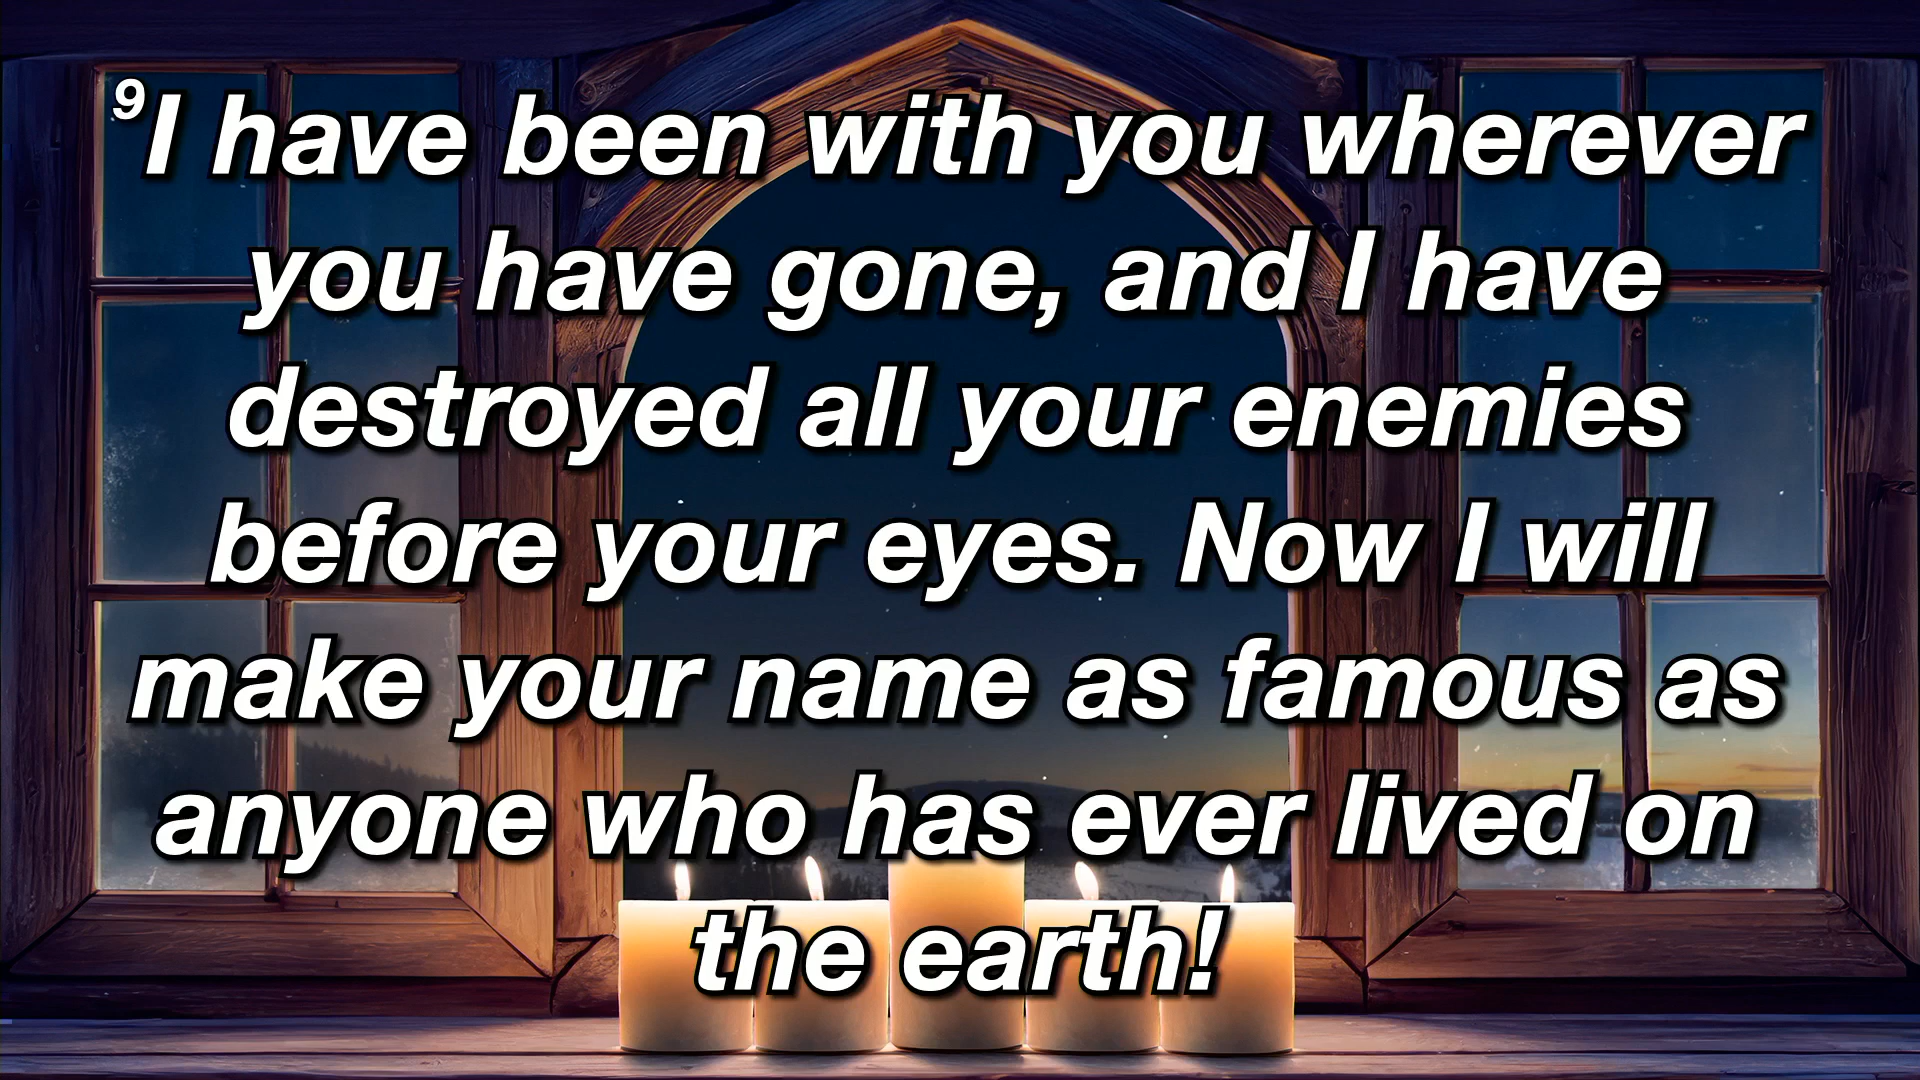 ⁹I have been with you wherever
you have gone, and I have
destroyed all your enemies
before your eyes. Now I will
make your name as famous as
anyone who has ever lived on
the earth!